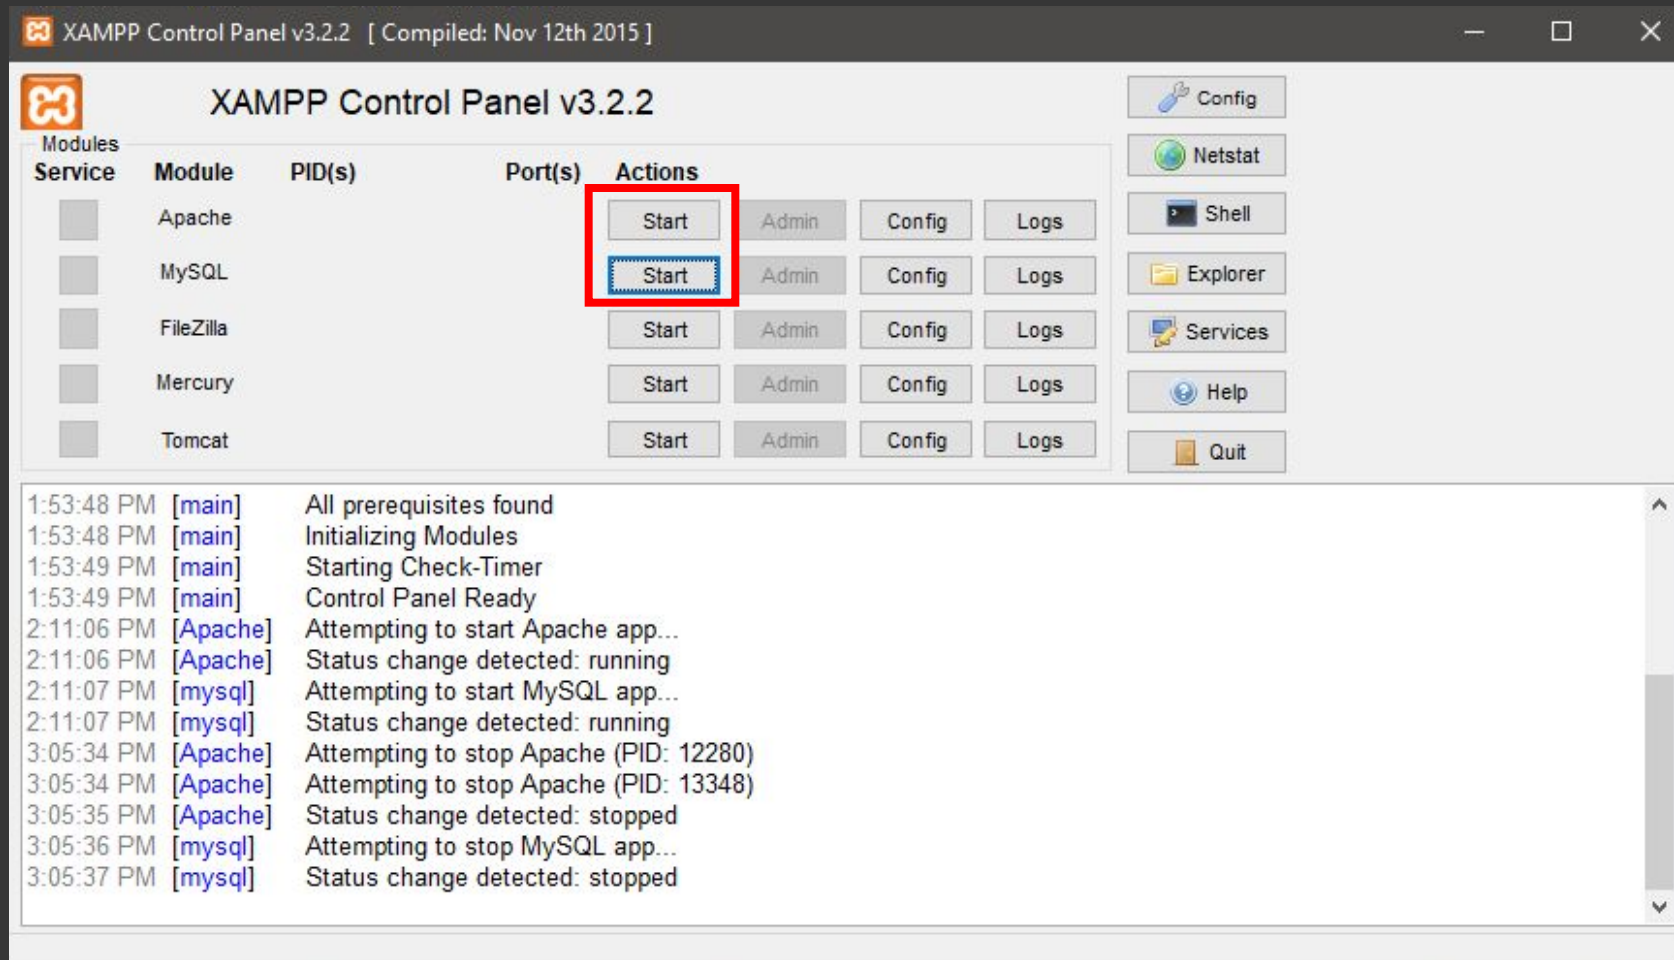 XAMPP Control Panel v3.2.2 [ Compiled: Nov 12th 2015 ]
XAMPP Control Panel v3.2.2
Modules
Service Module PID(s) Port(s) Actions
Apache Start Admin Config Logs
MySQL Start Admin Config Logs
FileZilla Start Admin Config Logs
Mercury Start Admin Config Logs
Tomcat Start Admin Config Logs
Config
Netstat
Shell
Explorer
Services
Help
Quit
1:53:48 PM [main] All prerequisites found
1:53:48 PM [main] Initializing Modules
1:53:49 PM [main] Starting Check-Timer
1:53:49 PM [main] Control Panel Ready
2:11:06 PM [Apache] Attempting to start Apache app...
2:11:06 PM [Apache] Status change detected: running
2:11:07 PM [mysql] Attempting to start MySQL app...
2:11:07 PM [mysql] Status change detected: running
3:05:34 PM [Apache] Attempting to stop Apache (PID: 12280)
3:05:34 PM [Apache] Attempting to stop Apache (PID: 13348)
3:05:35 PM [Apache] Status change detected: stopped
3:05:36 PM [mysql] Attempting to stop MySQL app...
3:05:37 PM [mysql] Status change detected: stopped